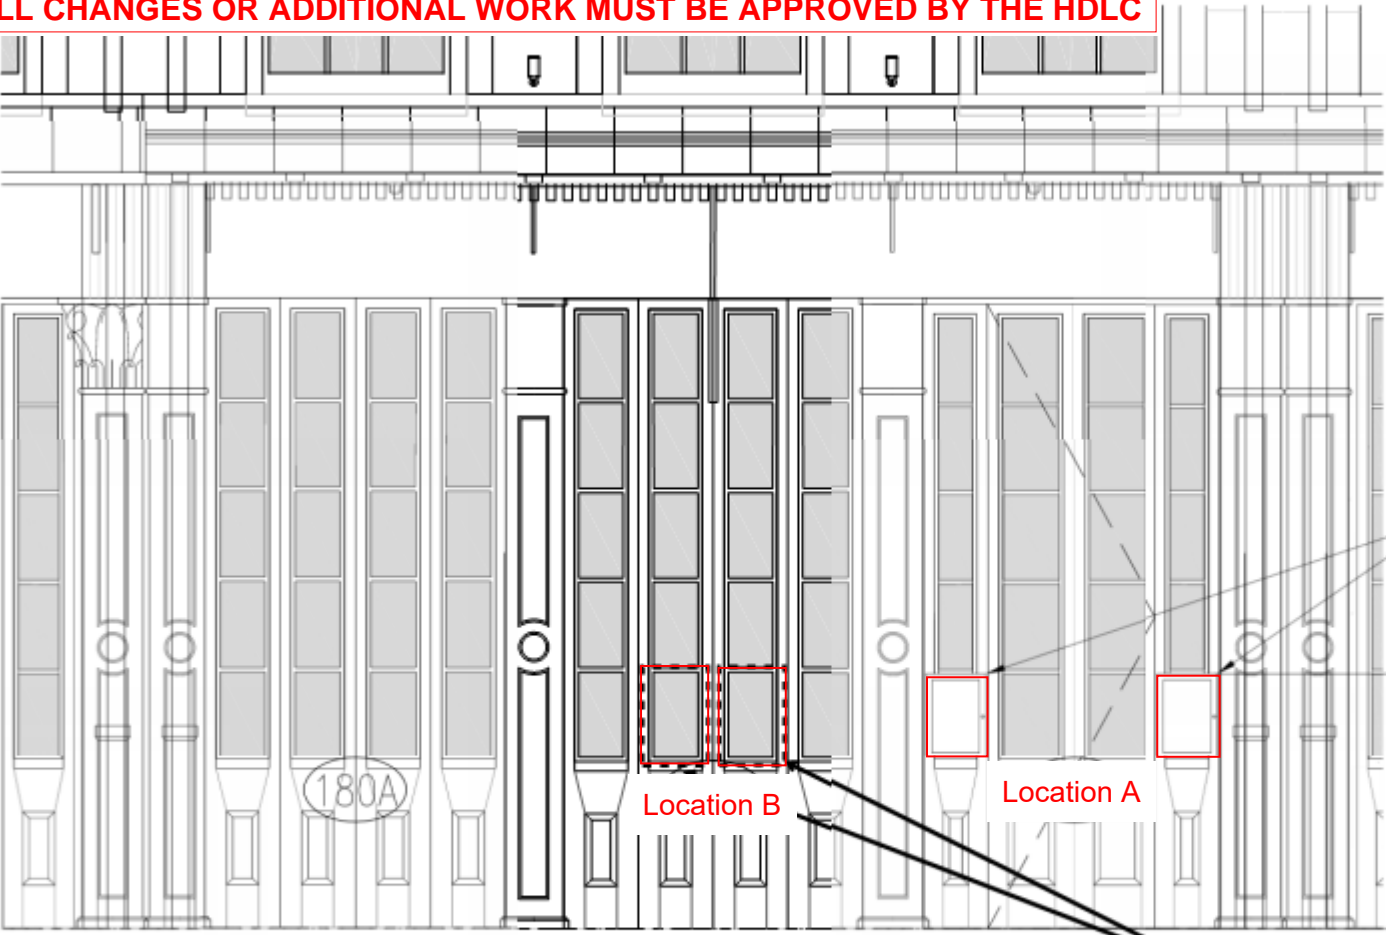 LL CHANGES OR ADDITIONAL WORK MUST BE APPROVED BY THE HDLC
180A
Location B
Location A